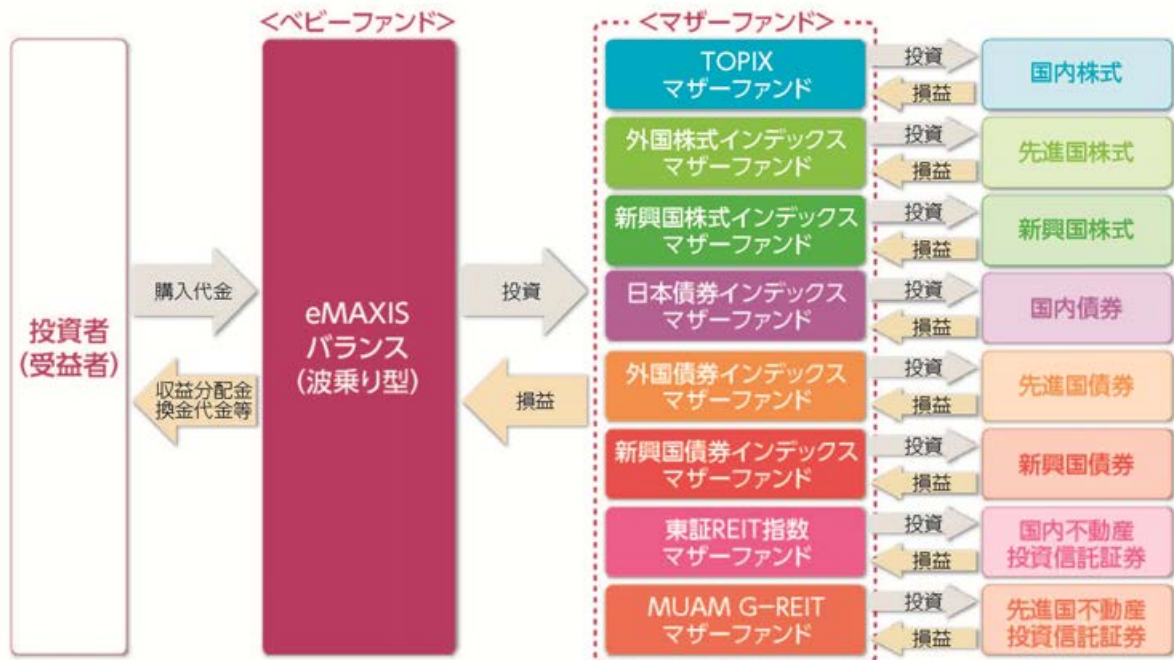 <ベビーファンド>
<マザーファンド>
投資者
(受益者)
購入代金
収益分配金
換金代金等
eMAXIS
バランス
(波乗り型)
投資
損益
TOPIX
マザーファンド
投資
損益
国内株式
外国株式インデックス
マザーファンド
投資
損益
先進国株式
新興国株式インデックス
マザーファンド
投資
損益
新興国株式
日本債券インデックス
マザーファンド
投資
損益
国内債券
外国債券インデックス
マザーファンド
投資
損益
先進国債券
新興国債券インデックス
マザーファンド
投資
損益
新興国債券
東証REIT指数
マザーファンド
投資
損益
国内不動産
投資信託証券
MUAM G-REIT
マザーファンド
投資
損益
先進国不動産
投資信託証券